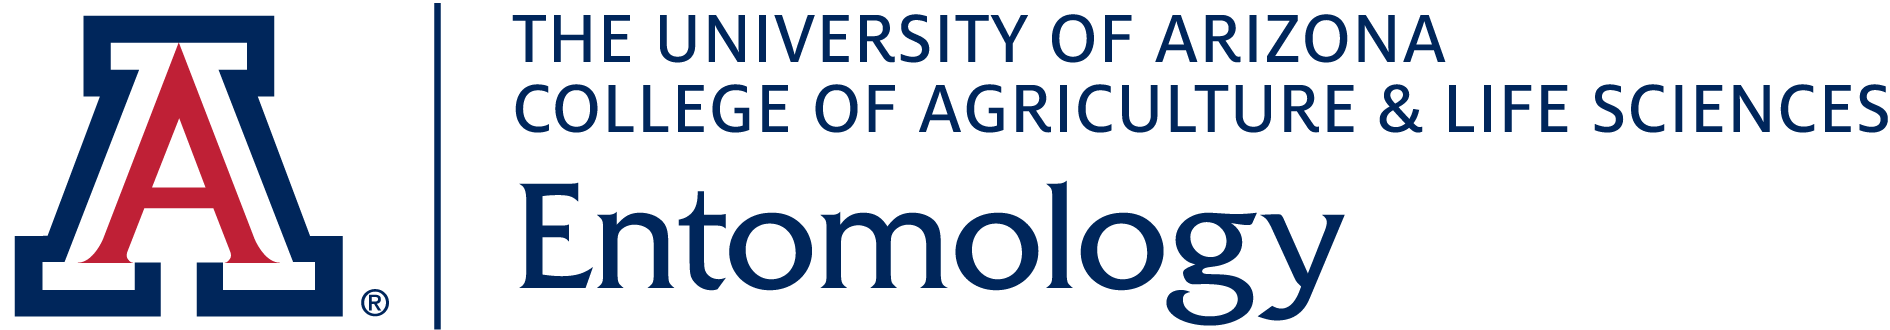 A®
THE UNIVERSITY OF ARIZONA
COLLEGE OF AGRICULTURE & LIFE SCIENCES
Entomology